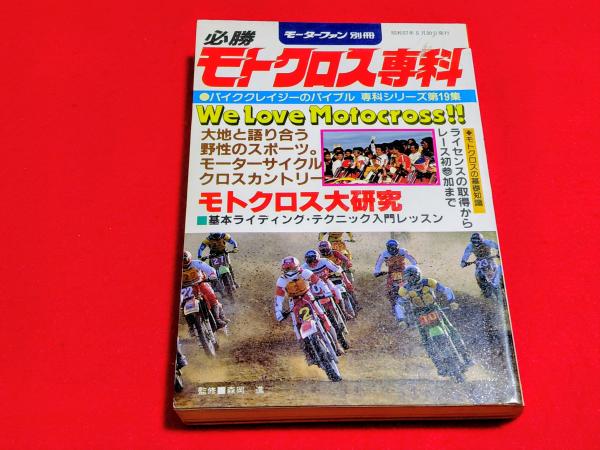 必勝
モーターファン 別冊
昭和57年5月30日発行
モトクロス専科
●バイククレイジーのバイブル 専科シリーズ第19集
We Love Motocross!!
大地と語り合う
野性のスポーツ。
モーターサイクル
クロスカントリー
◆モトクロスの基礎知識
ライセンスの取得から
レース初参加まで
モトクロス大研究
■基本ライディング・テクニック入門レッスン
2
監修■森岡 進